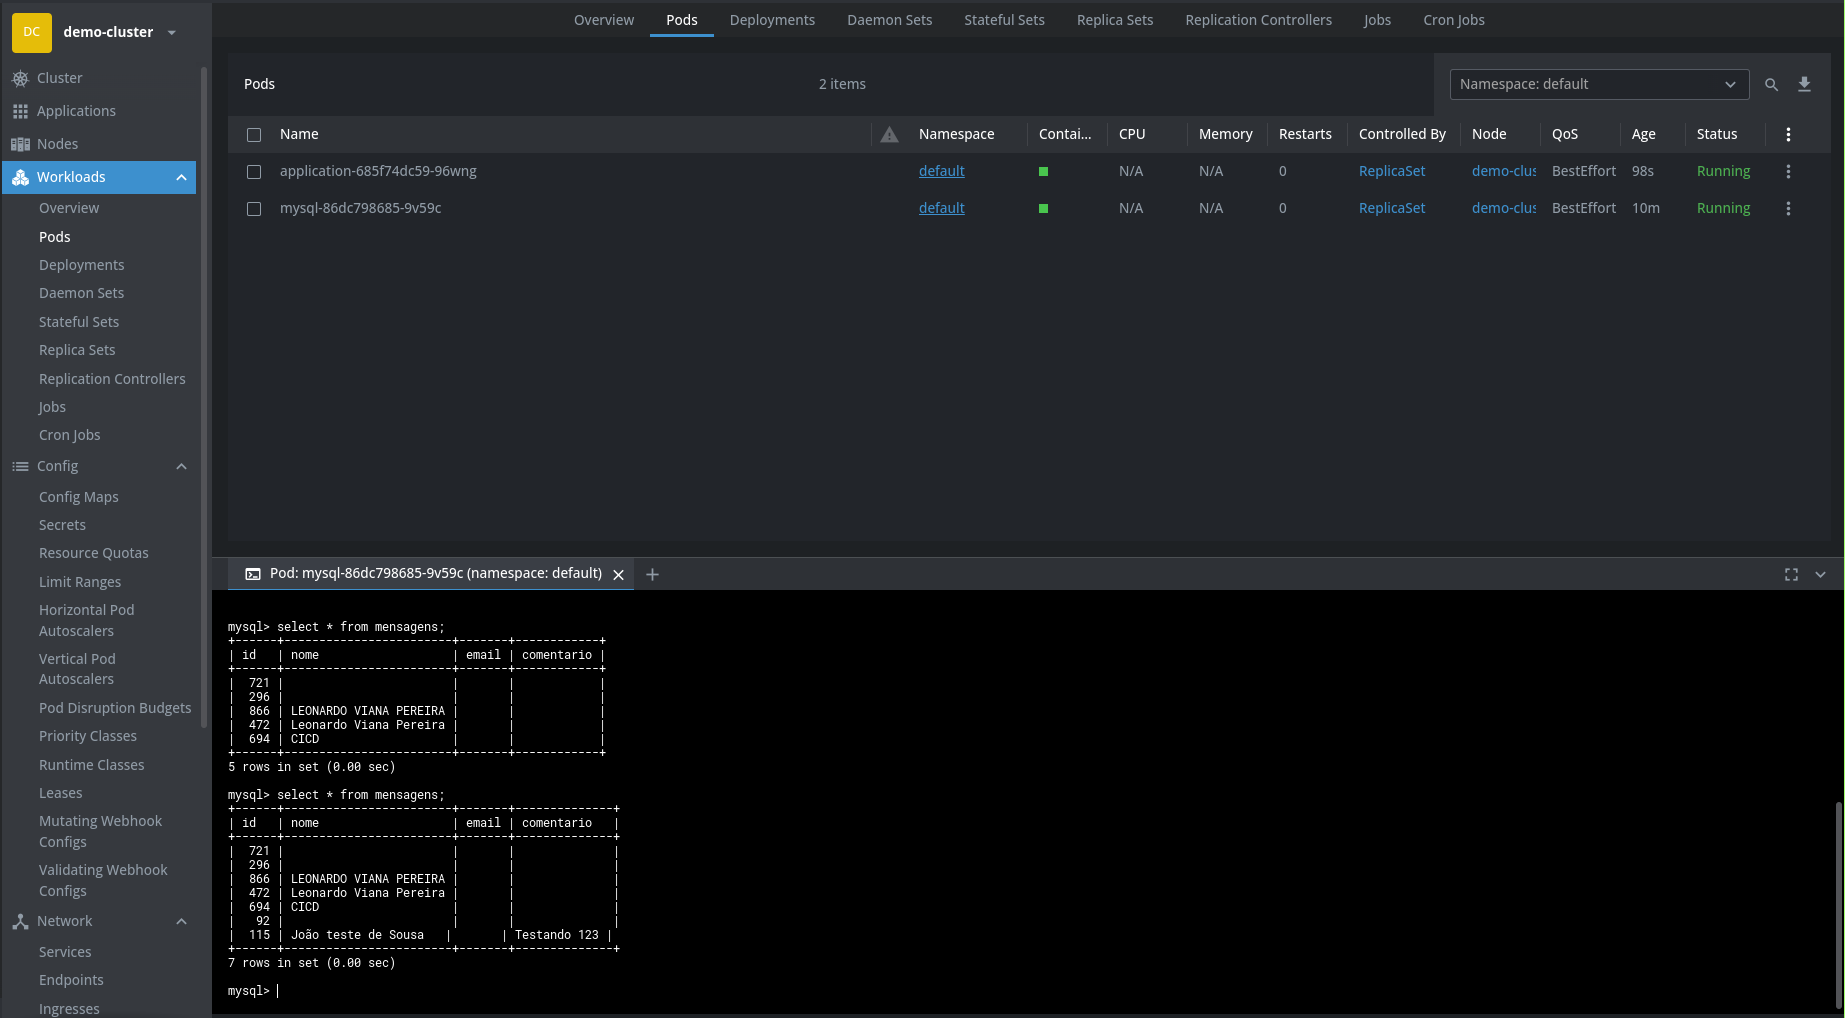 DC demo-cluster
Cluster
Applications
Nodes
Workloads
Overview
Pods
Deployments
Daemon Sets
Stateful Sets
Replica Sets
Replication Controllers
Jobs
Cron Jobs
Config
Config Maps
Secrets
Resource Quotas
Limit Ranges
Horizontal Pod
Autoscalers
Vertical Pod
Autoscalers
Pod Disruption Budgets
Priority Classes
Runtime Classes
Leases
Mutating Webhook
Configs
Validating Webhook
Configs
Network
Services
Endpoints
Ingresses
Overview Pods Deployments Daemon Sets Stateful Sets Replica Sets Replication Controllers Jobs Cron Jobs
Pods 2 items Namespace: default
Name Namespace Contai... CPU Memory Restarts Controlled By Node QoS Age Status
application-685f74dc59-96wng default N/A N/A 0 ReplicaSet demo-clus BestEffort 98s Running
mysql-86dc798685-9v59c default N/A N/A 0 ReplicaSet demo-clus BestEffort 10m Running
Pod: mysql-86dc798685-9v59c (namespace: default)
mysql> select * from mensagens;
+------+------------------------+-------+------------+
| id   | nome                   | email | comentario |
+------+------------------------+-------+------------+
|  721 |                        |       |            |
|  296 |                        |       |            |
|  866 | LEONARDO VIANA PEREIRA |       |            |
|  472 | Leonardo Viana Pereira |       |            |
|  694 | CICD                   |       |            |
+------+------------------------+-------+------------+
5 rows in set (0.00 sec)
mysql> select * from mensagens;
+------+------------------------+-------+--------------+
| id   | nome                   | email | comentario   |
+------+------------------------+-------+--------------+
|  721 |                        |       |              |
|  296 |                        |       |              |
|  866 | LEONARDO VIANA PEREIRA |       |              |
|  472 | Leonardo Viana Pereira |       |              |
|  694 | CICD                   |       |              |
|   92 |                        |       |              |
|  115 | João teste de Sousa   |       | Testando 123 |
+------+------------------------+-------+--------------+
7 rows in set (0.00 sec)
mysql>